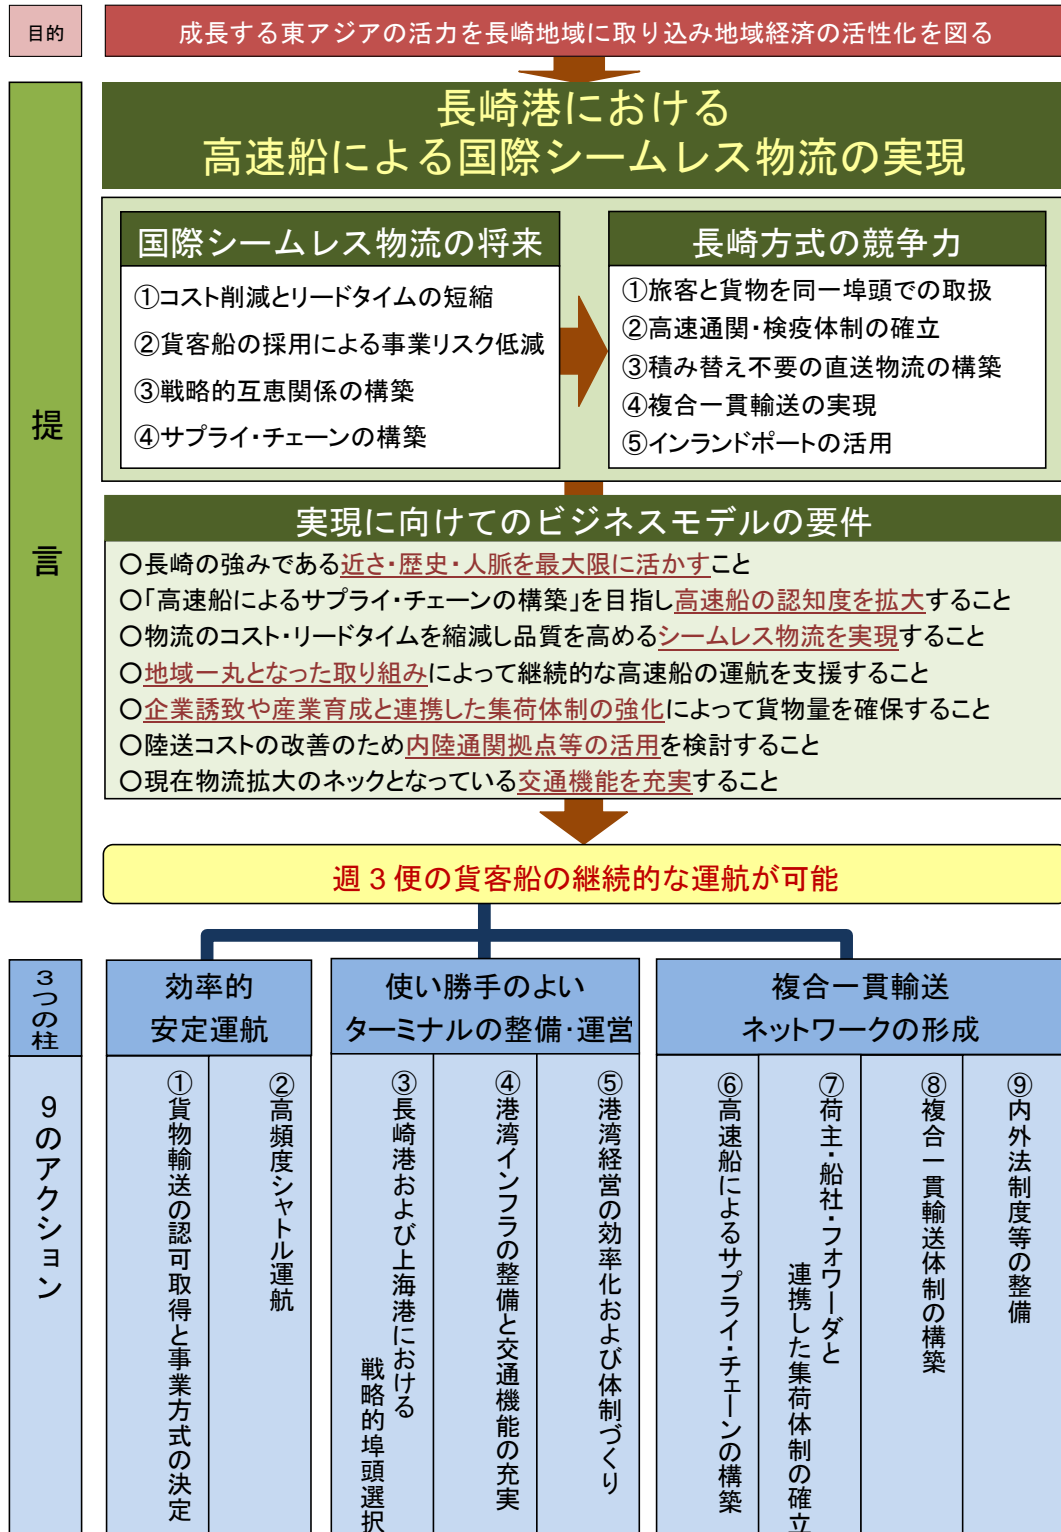 目的
成長する東アジアの活力を長崎地域に取り込み地域経済の活性化を図る
提言
長崎港における
高速船による国際シームレス物流の実現
国際シームレス物流の将来
①コスト削減とリードタイムの短縮
②貨客船の採用による事業リスク低減
③戦略的互恵関係の構築
④サプライ・チェーンの構築
長崎方式の競争力
①旅客と貨物を同一埠頭での取扱
②高速通関・検疫体制の確立
③積み替え不要の直送物流の構築
④複合一貫輸送の実現
⑤インランドポートの活用
実現に向けてのビジネスモデルの要件
○長崎の強みである近さ・歴史・人脈を最大限に活かすこと
○「高速船によるサプライ・チェーンの構築」を目指し高速船の認知度を拡大すること
○物流のコスト・リードタイムを縮減し品質を高めるシームレス物流を実現すること
○地域一丸となった取り組みによって継続的な高速船の運航を支援すること
○企業誘致や産業育成と連携した集荷体制の強化によって貨物量を確保すること
○陸送コストの改善のため内陸通関拠点等の活用を検討すること
○現在物流拡大のネックとなっている交通機能を充実すること
週3便の貨客船の継続的な運航が可能
3つの柱
効率的
安定運航
使い勝手のよい
ターミナルの整備・運営
複合一貫輸送
ネットワークの形成
9のアクション
①貨物輸送の認可取得と事業方式の決定
②高頻度シャトル運航
③長崎港および上海港における
戦略的埠頭選択
④港湾インフラの整備と交通機能の充実
⑤港湾経営の効率化および体制づくり
⑥高速船によるサプライ・チェーンの構築
⑦荷主・船社・フォワーダと
連携した集荷体制の確立
⑧複合一貫輸送体制の構築
⑨内外法制度等の整備